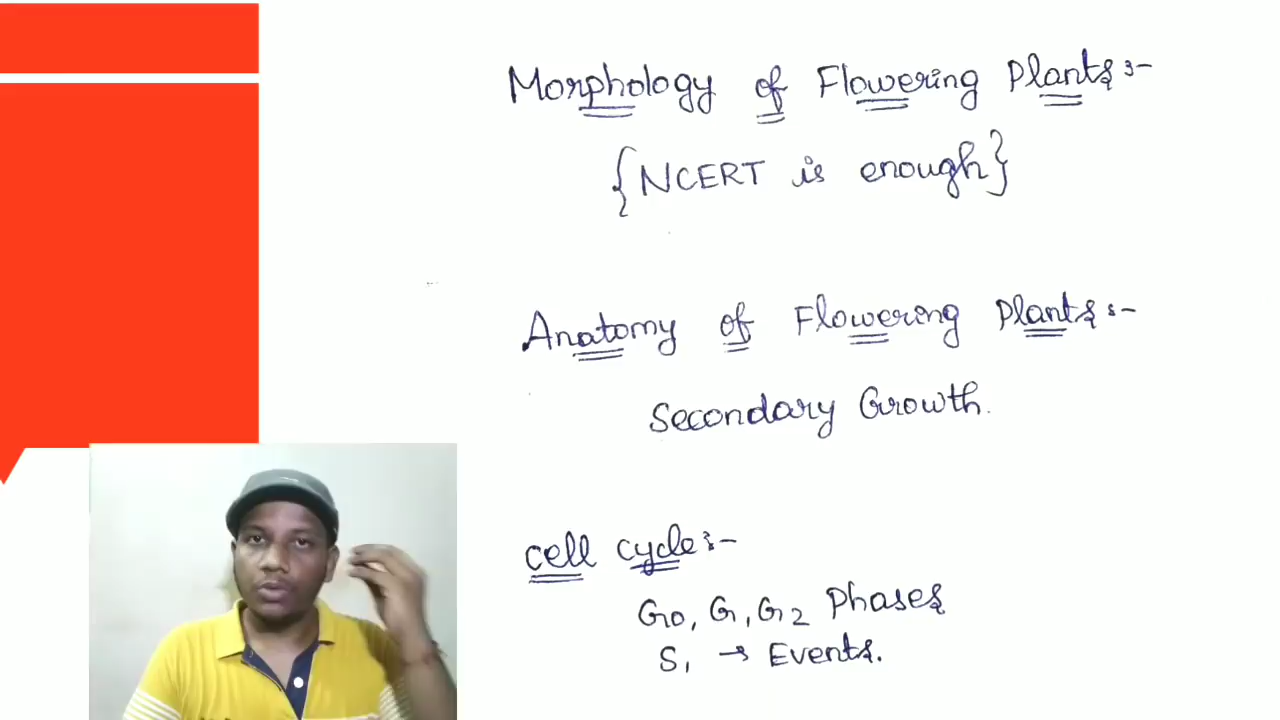 Morphology of Flowering Plants:-
{NCERT is enough}
Anatomy of Flowering Plants:-
Secondary Growth.
cell cycle:-
G0, G1, G2 Phases
S, → Events.